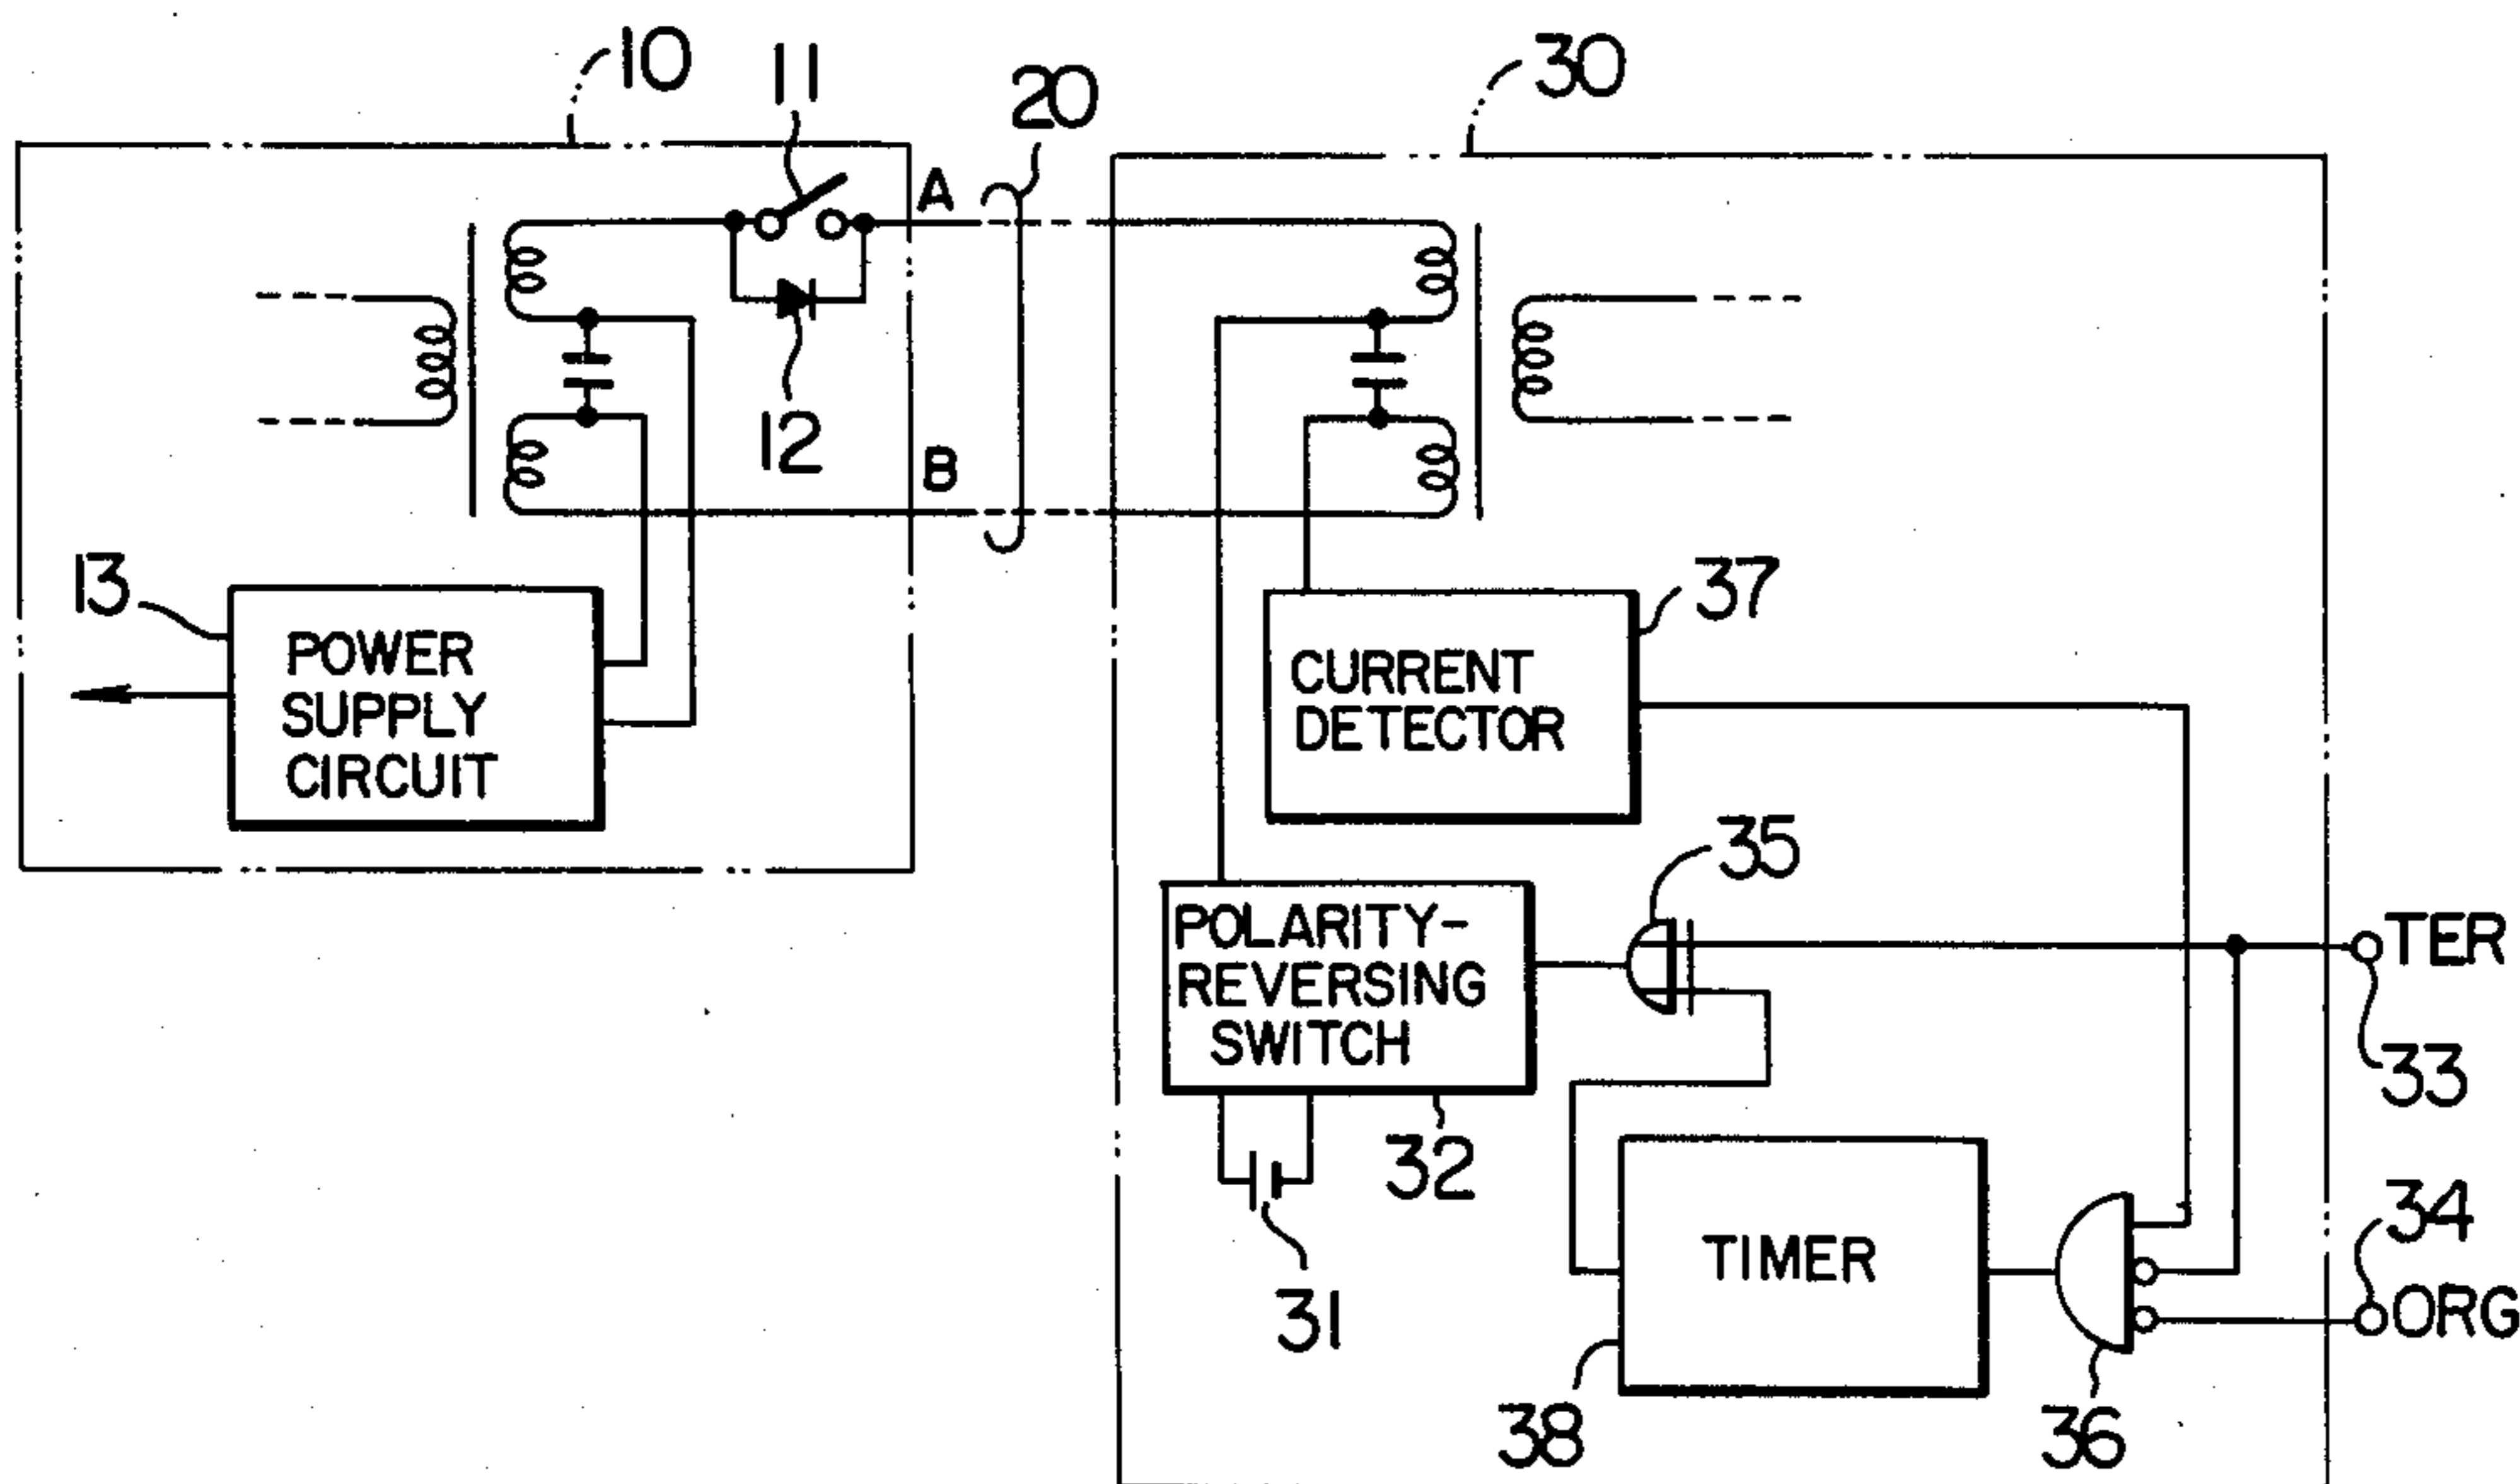 10
11
20
30
A
12
B
13
POWER
SUPPLY
CIRCUIT
37
CURRENT
DETECTOR
35
POLARITY-
REVERSING
SWITCH
TER
33
32
31
TIMER
34
ORG
38
36